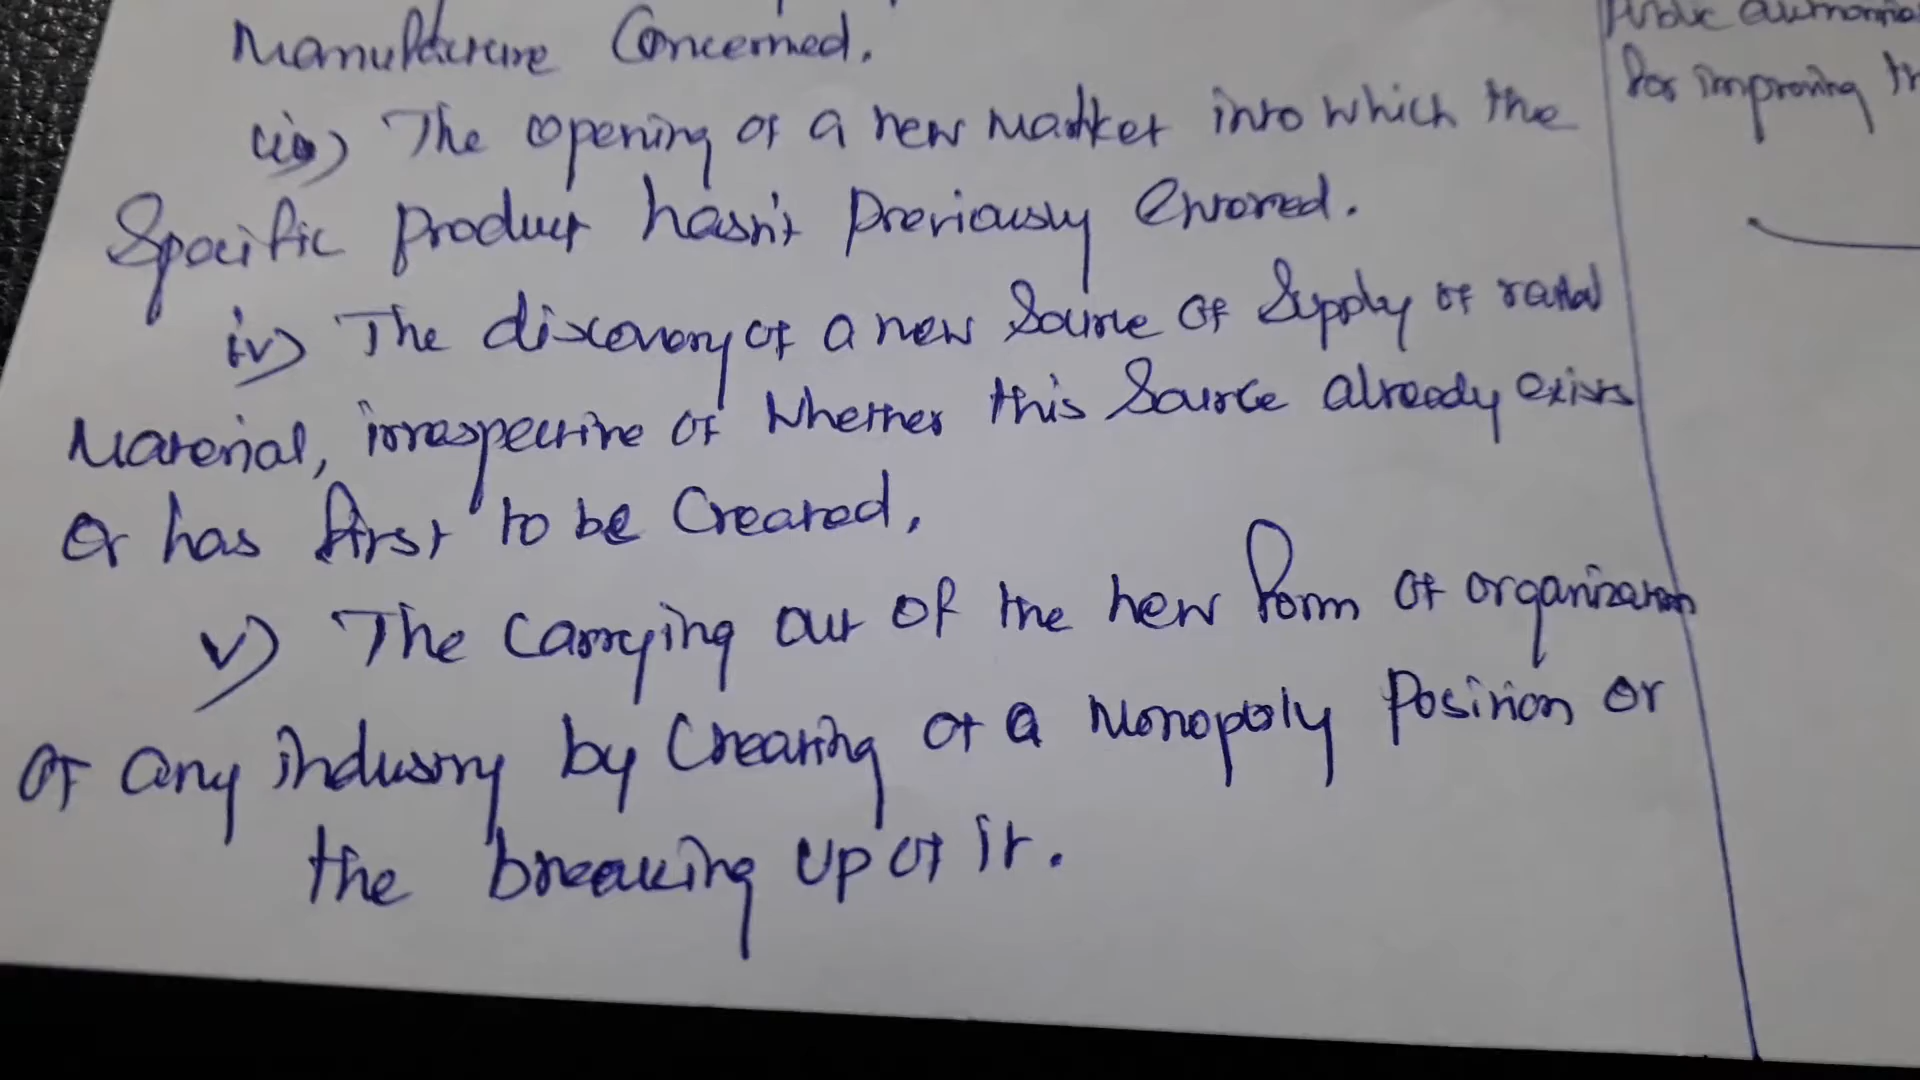 Manufacture Concerned.
iii) The opening of a new market into which the
Specific product hasn't previously entered.
iv) The discovery of a new Source of Supply of
Material, irrespective of whether this Source already exists
Or has first to be Created.
v) The carrying out of the new form of organization
Of any industry by Creating of a Monopoly Position or
the breaking up of it.
Public
for improving